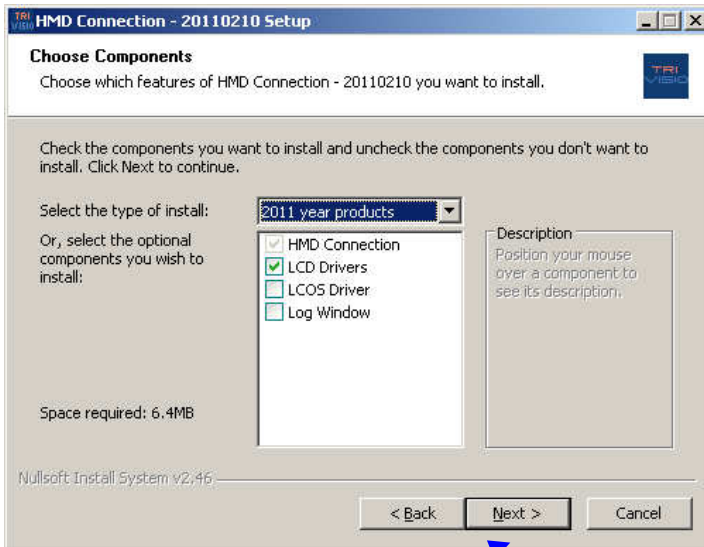 TRI
VISIO
HMD Connection - 20110210 Setup
Choose Components
Choose which features of HMD Connection - 20110210 you want to install.
TRI
VISIO
Check the components you want to install and uncheck the components you don't want to
install. Click Next to continue.
Select the type of install:
2011 year products
Or, select the optional
components you wish to
install:
HMD Connection
LCD Drivers
LCOS Driver
Log Window
Description
Position your mouse
over a component to
see its description.
Space required: 6.4MB
Nullsoft Install System v2.46
< Back
Next >
Cancel